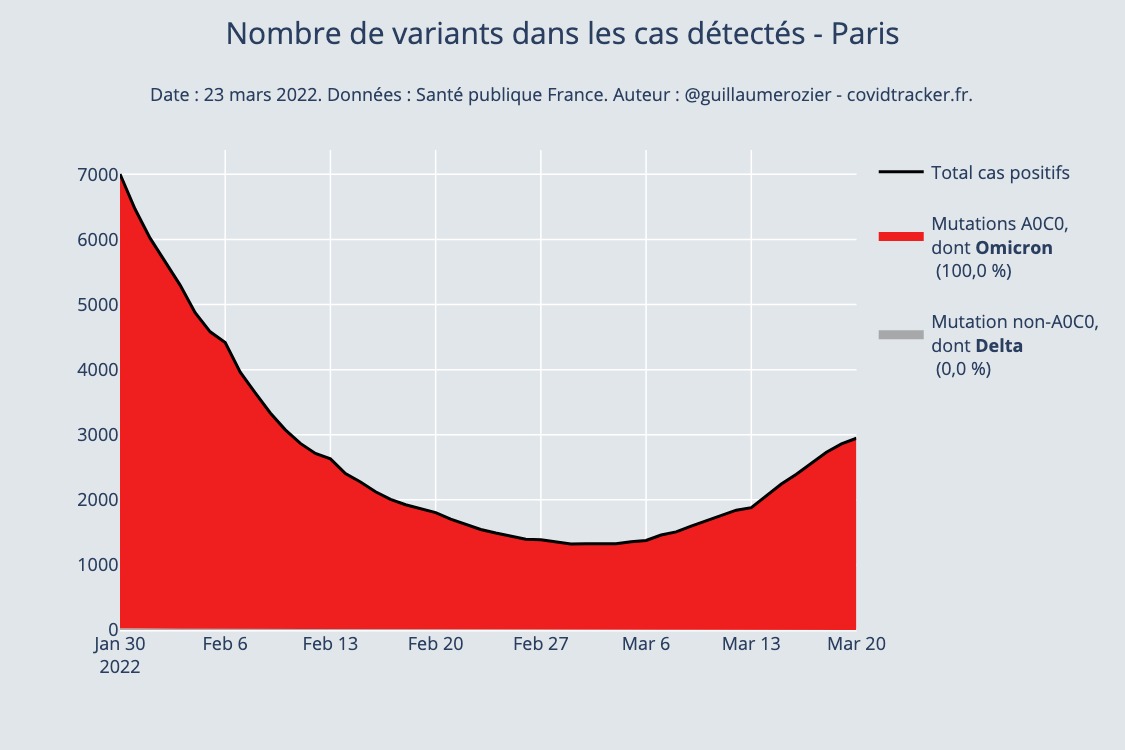 Nombre de variants dans les cas détectés - Paris
Date : 23 mars 2022. Données : Santé publique France. Auteur : @guillaumerozier - covidtracker.fr.
7000
6000
5000
4000
3000
2000
1000
0
Jan 30
2022
Feb 6
Feb 13
Feb 20
Feb 27
Mar 6
Mar 13
Mar 20
Total cas positifs
Mutations A0C0,
dont Omicron
(100,0 %)
Mutation non-A0C0,
dont Delta
(0,0 %)